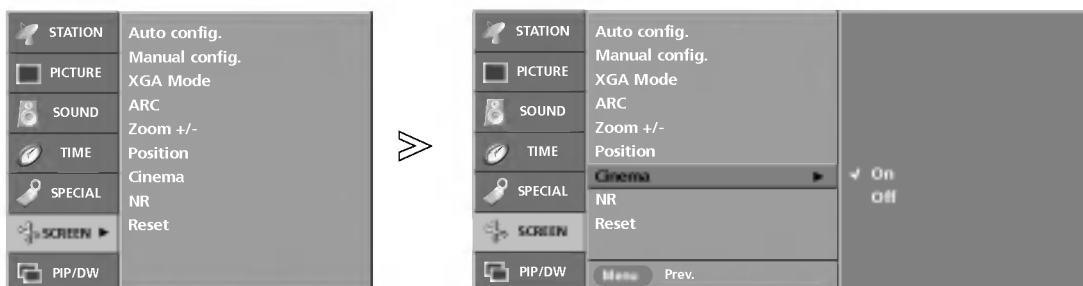 STATION
PICTURE
SOUND
TIME
SPECIAL
SCREEN
PIP/DW
Auto config.
Manual config.
XGA Mode
ARC
Zoom +/-
Position
Cinema
NR
Reset
STATION
PICTURE
SOUND
TIME
SPECIAL
SCREEN
PIP/DW
Auto config.
Manual config.
XGA Mode
ARC
Zoom +/-
Position
Cinema
NR
Reset
Menu Prev.
On
Off